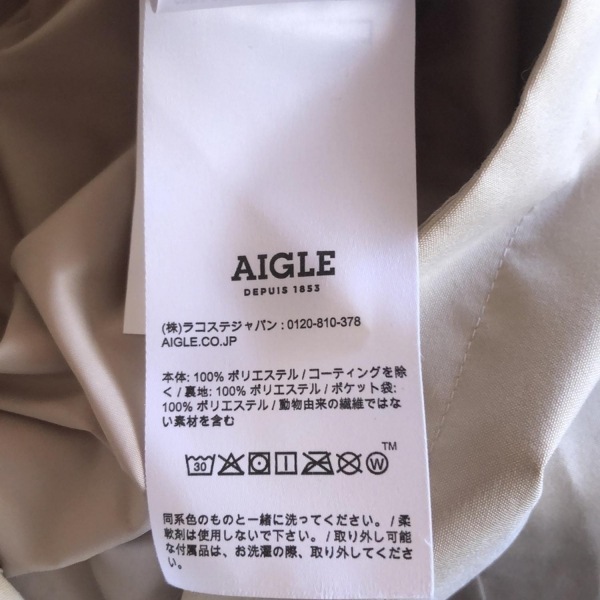 AIGLE
DEPUIS 1853
(株)ラコステジャパン : 0120-810-378
AIGLE.CO.JP
本体: 100% ポリエステル / コーティングを除
く / 裏地: 100% ポリエステル / ポケット袋:
100% ポリエステル / 動物由来の繊維ではな
い素材を含む
30 W TM
同系色のものと一緒に洗ってください。 / 柔
軟剤は使用しないで下さい。 / 取り外し可能
な付属品は、お洗濯の際、取り外してくださ
い。